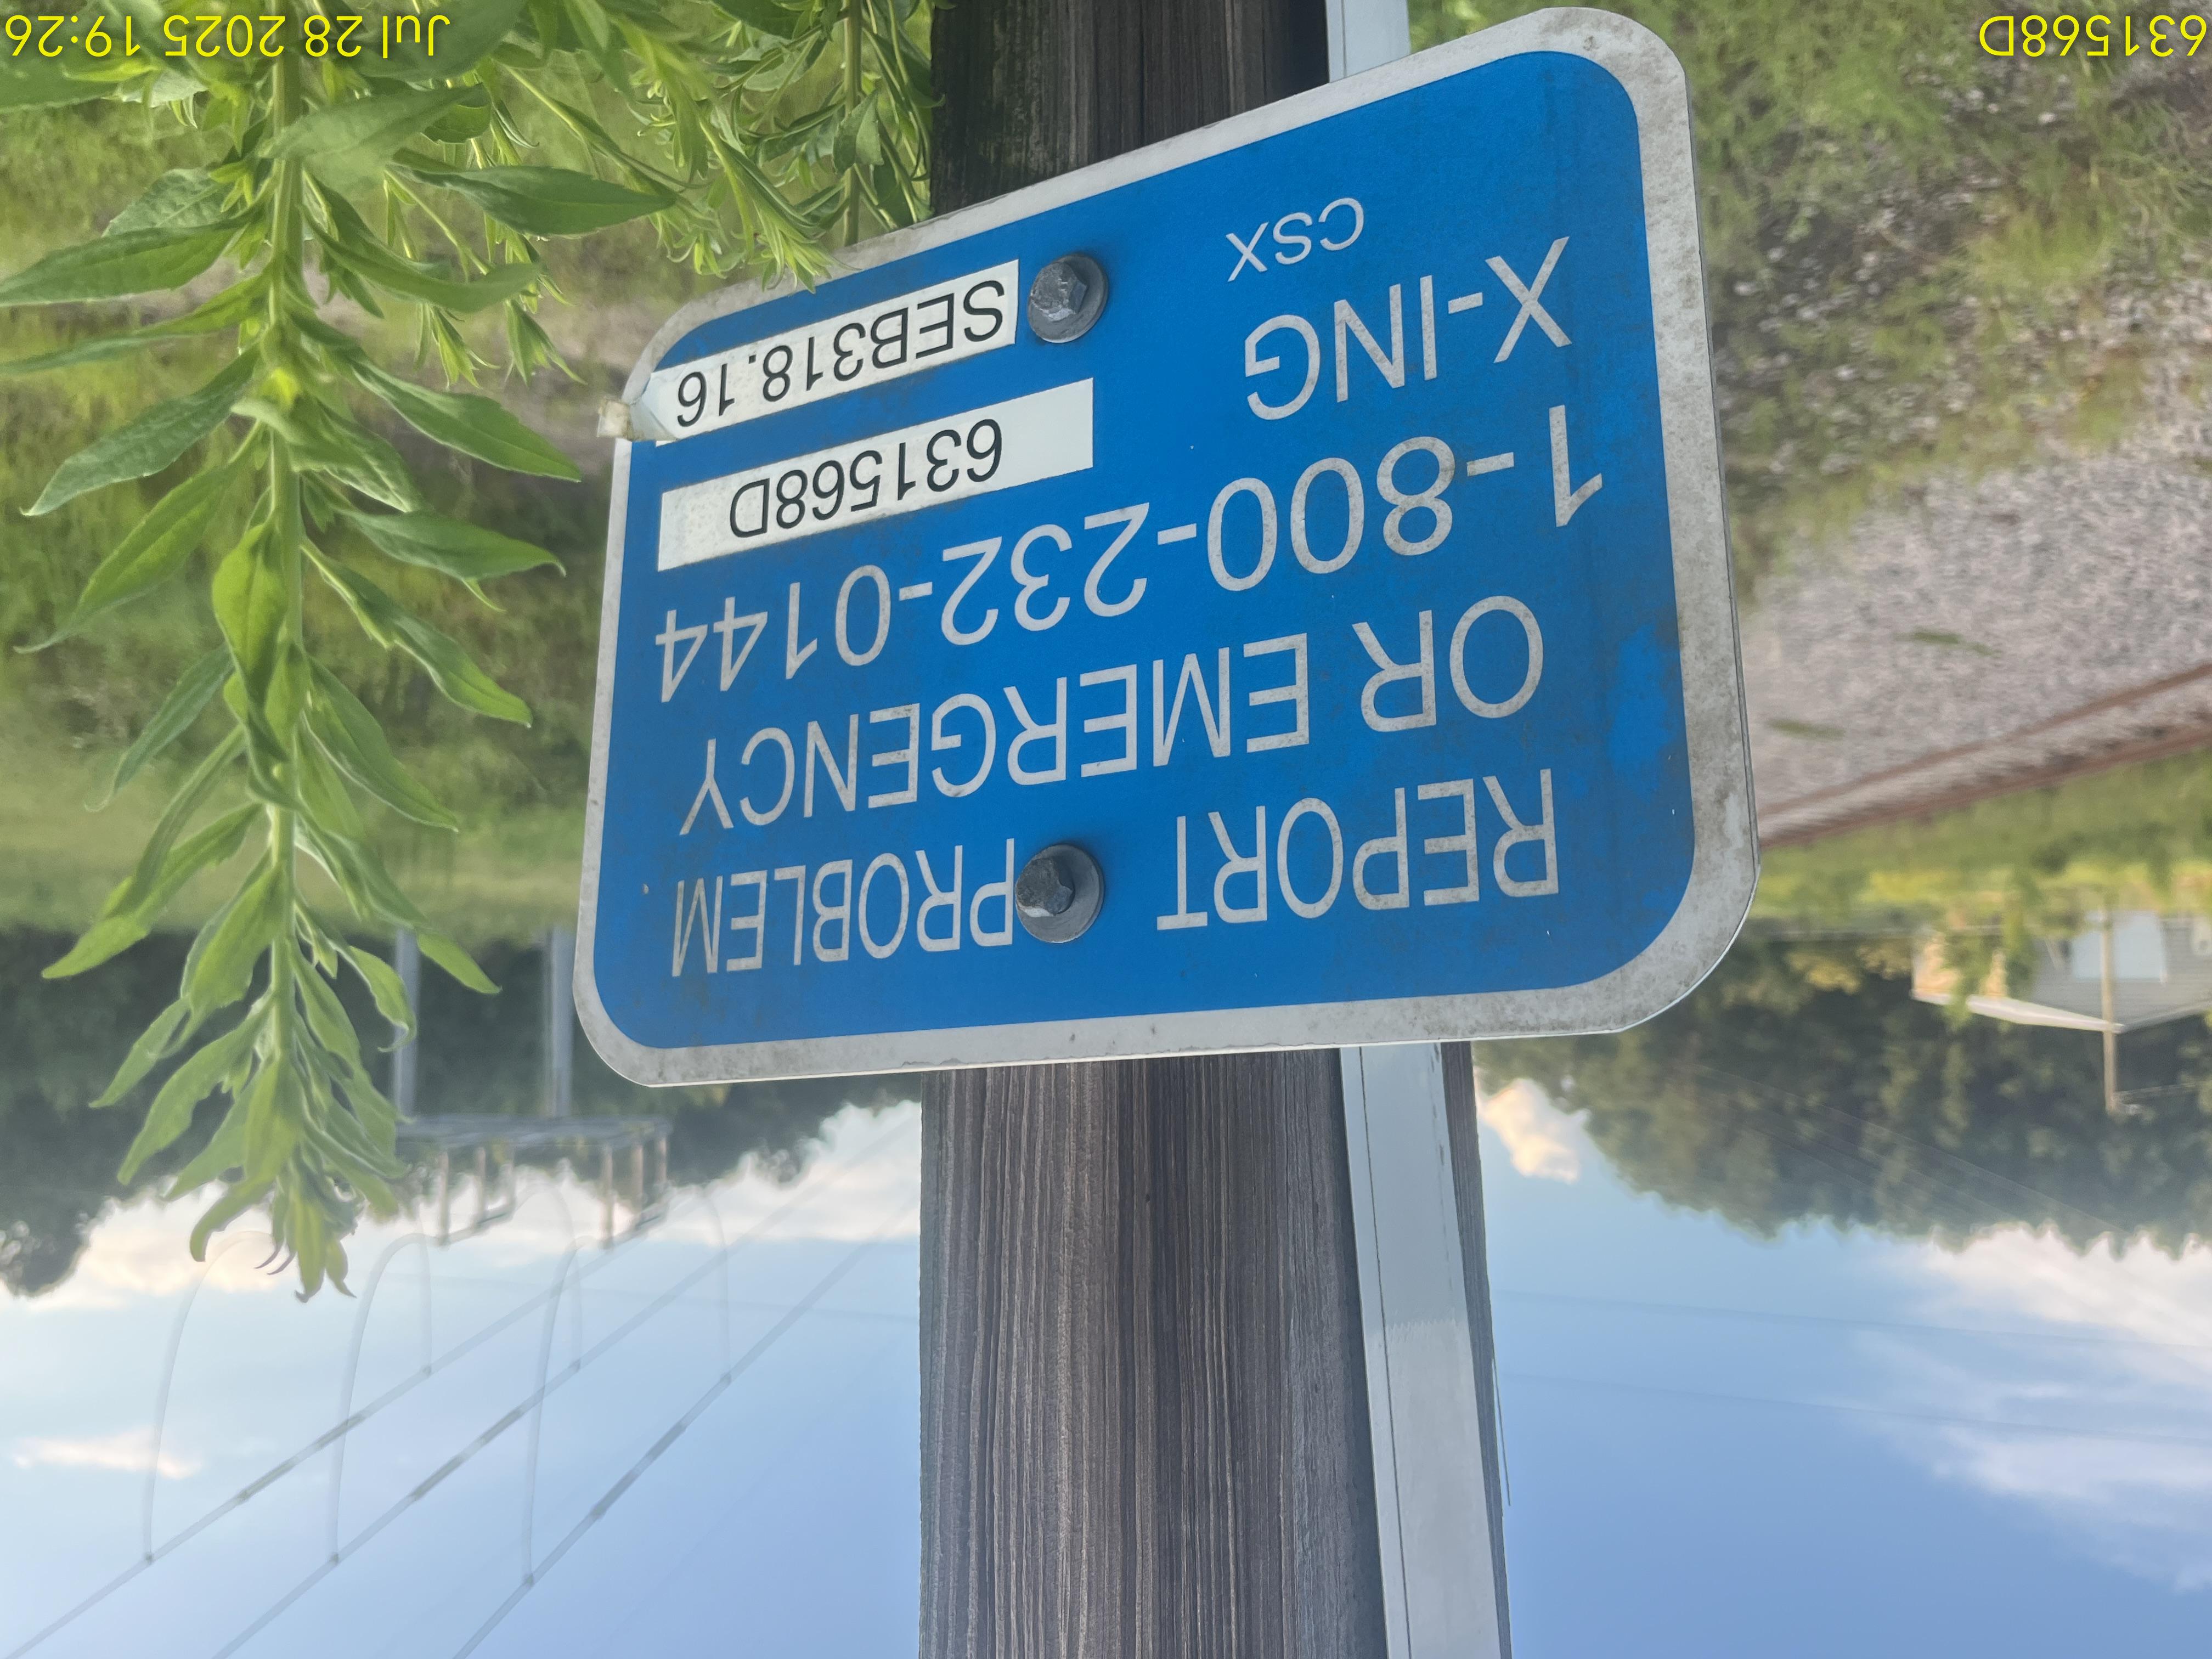 REPORT PROBLEM
OR EMERGENCY
1-800-232-0144
X-ING 631568D
CSX SEB318.16
631568D
Jul 28 2025 19:26